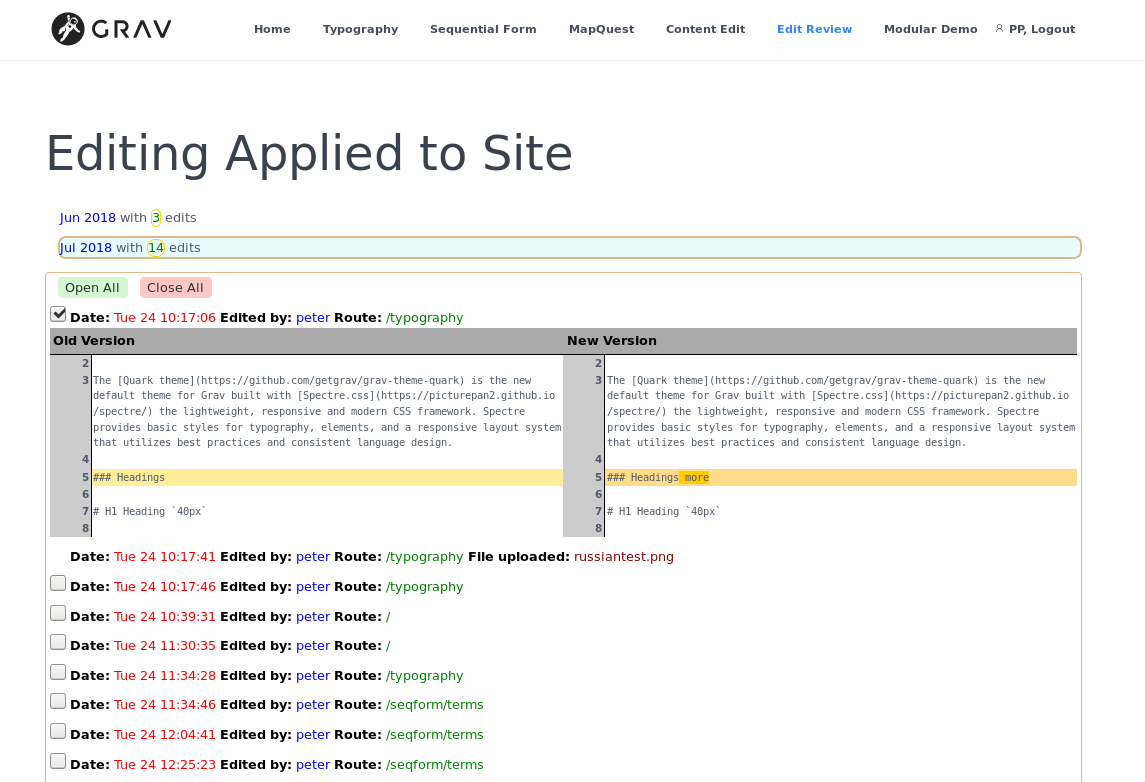 GRAV
Home Typography Sequential Form MapQuest Content Edit Edit Review Modular Demo PP, Logout
Editing Applied to Site
Jun 2018 with 3 edits
Jul 2018 with 14 edits
Open All Close All
Date: Tue 24 10:17:06 Edited by: peter Route: /typography
Old Version New Version
2 2
3 The [Quark theme](https://github.com/getgrav/grav-theme-quark) is the new 3 The [Quark theme](https://github.com/getgrav/grav-theme-quark) is the new
default theme for Grav built with [Spectre.css](https://picturepan2.github.io default theme for Grav built with [Spectre.css](https://picturepan2.github.io
/spectre/) the lightweight, responsive and modern CSS framework. Spectre /spectre/) the lightweight, responsive and modern CSS framework. Spectre
provides basic styles for typography, elements, and a responsive layout system provides basic styles for typography, elements, and a responsive layout system
that utilizes best practices and consistent language design. that utilizes best practices and consistent language design.
4 4
5 ### Headings 5 ### Headings more
6 6
7 # H1 Heading `40px` 7 # H1 Heading `40px`
8 8
Date: Tue 24 10:17:41 Edited by: peter Route: /typography File uploaded: russiantest.png
Date: Tue 24 10:17:46 Edited by: peter Route: /typography
Date: Tue 24 10:39:31 Edited by: peter Route: /
Date: Tue 24 11:30:35 Edited by: peter Route: /
Date: Tue 24 11:34:28 Edited by: peter Route: /typography
Date: Tue 24 11:34:46 Edited by: peter Route: /seqform/terms
Date: Tue 24 12:04:41 Edited by: peter Route: /seqform/terms
Date: Tue 24 12:25:23 Edited by: peter Route: /seqform/terms